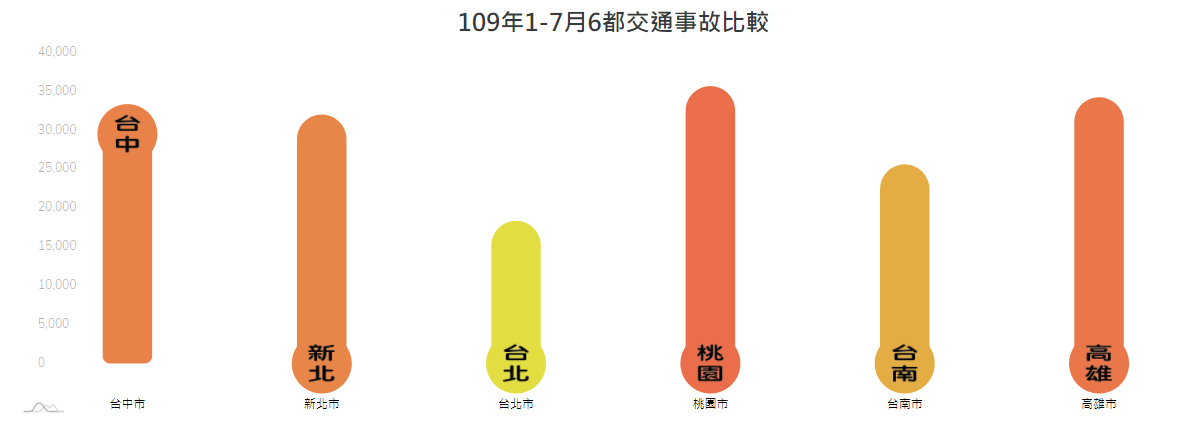 109年1-7月6都交通事故比較
40,000
35,000
30,000
25,000
20,000
15,000
10,000
5,000
0
台
中
新
北
台
北
桃
園
台
南
高
雄
台中市
新北市
台北市
桃園市
台南市
高雄市